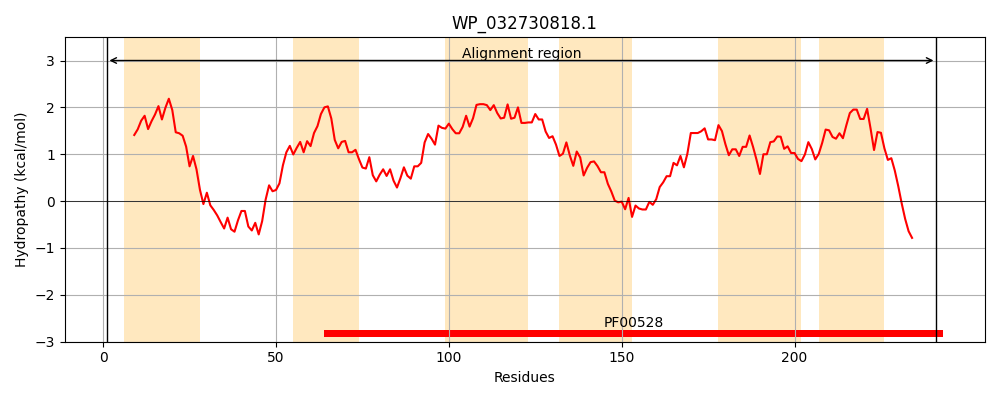 WP_032730818.1
Alignment region
Hydropathy (kcal/mol)
3
2
1
0
−1
−2
−3
PF00528
0 50 100 150 200
Residues